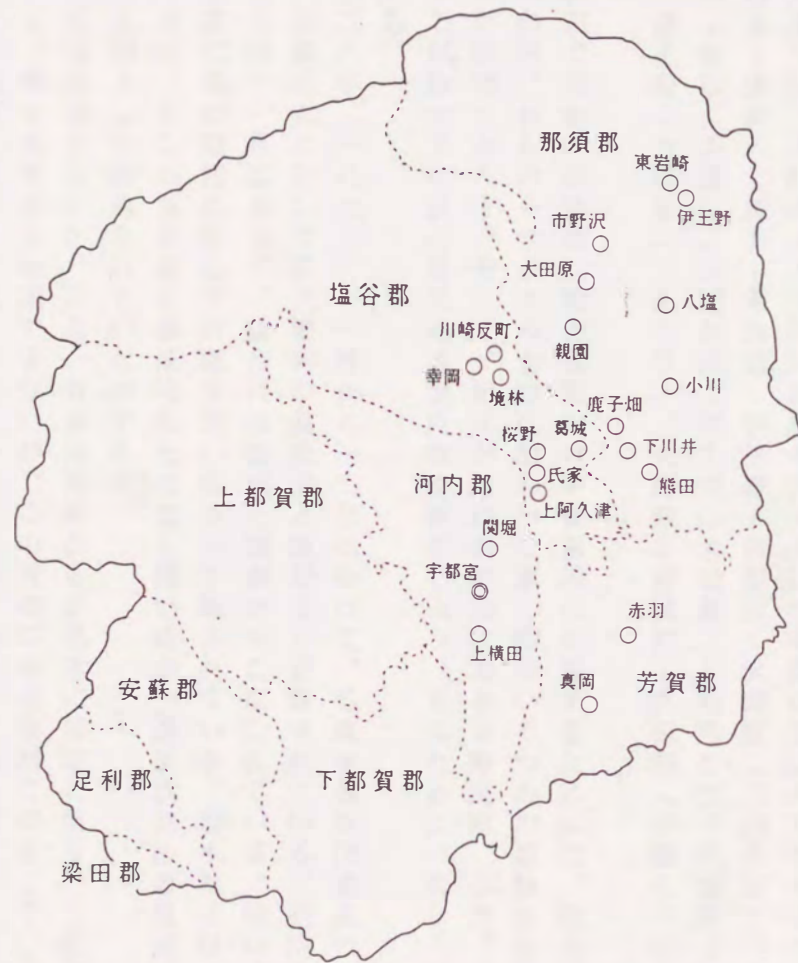 那須郡
東岩崎
伊王野
市野沢
大田原
八塩
塩谷郡
川崎反町
親園
幸岡
境林
小川
鹿子畑
桜野
葛城
下川井
氏家
熊田
上都賀郡
河内郡
上阿久津
関堀
宇都宮
赤羽
上横田
安蘇郡
真岡
芳賀郡
足利郡
下都賀郡
梁田郡